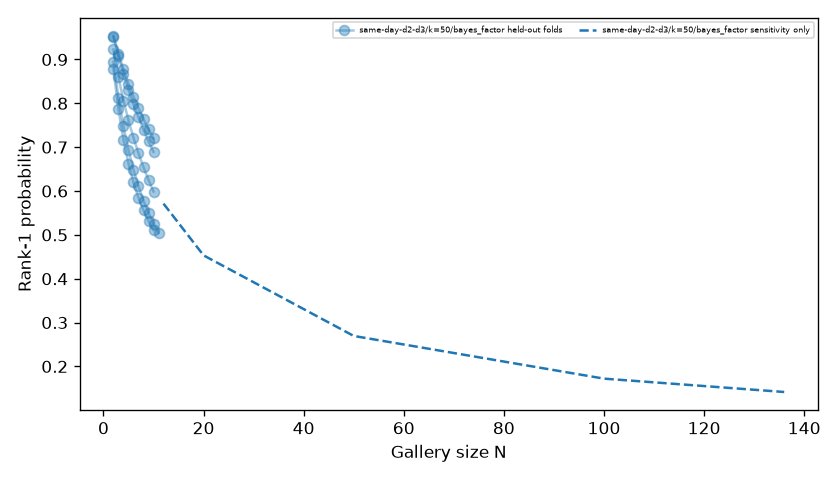 same-day-d2-d3/k=50/bayes_factor held-out folds same-day-d2-d3/k=50/bayes_factor sensitivity only
0.9
0.8
0.7
0.6
0.5
0.4
0.3
0.2
Rank-1 probability
0 20 40 60 80 100 120 140
Gallery size N